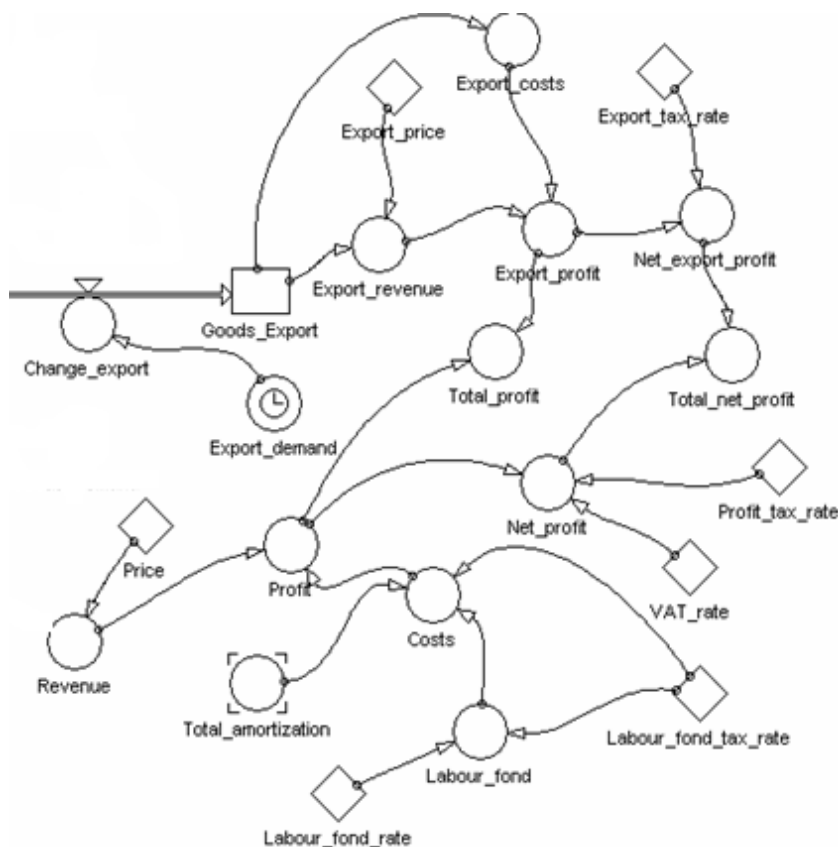 Export_costs
Export_price
Export_tax_rate
Export_revenue
Export_profit
Net_export_profit
Goods_Export
Change_export
Total_profit
Total_net_profit
Export_demand
Net_profit
Profit_tax_rate
Price
Profit
VAT_rate
Costs
Revenue
Total_amortization
Labour_fond_tax_rate
Labour_fond
Labour_fond_rate